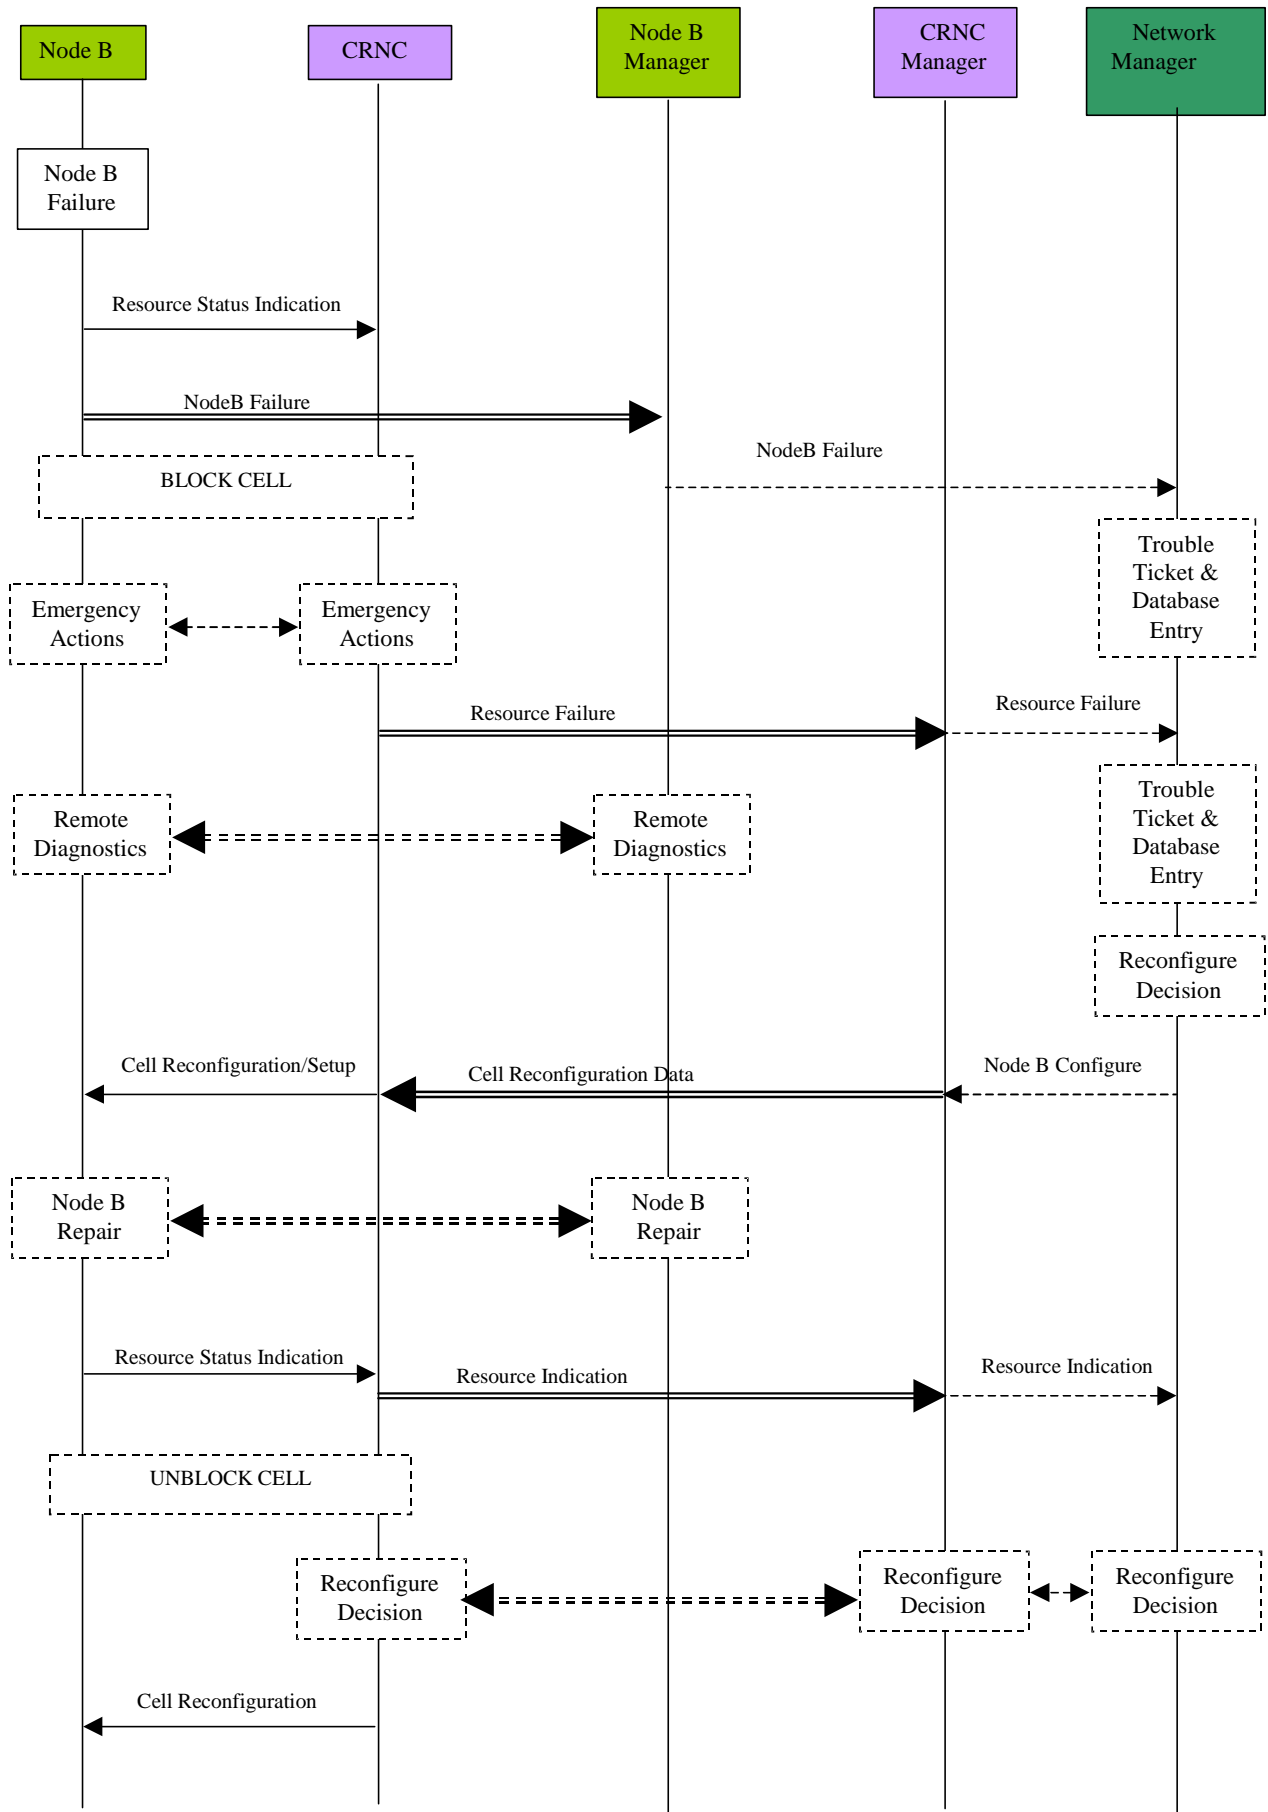 Node B
CRNC
Node B
Manager
CRNC
Manager
Network
Manager
Node B
Failure
Resource Status Indication
NodeB Failure
NodeB Failure
BLOCK CELL
Trouble
Ticket &
Database
Entry
Emergency
Actions
Emergency
Actions
Resource Failure
Resource Failure
Remote
Diagnostics
Remote
Diagnostics
Trouble
Ticket &
Database
Entry
Reconfigure
Decision
Cell Reconfiguration/Setup
Cell Reconfiguration Data
Node B Configure
Node B
Repair
Node B
Repair
Resource Status Indication
Resource Indication
Resource Indication
UNBLOCK CELL
Reconfigure
Decision
Reconfigure
Decision
Reconfigure
Decision
Cell Reconfiguration